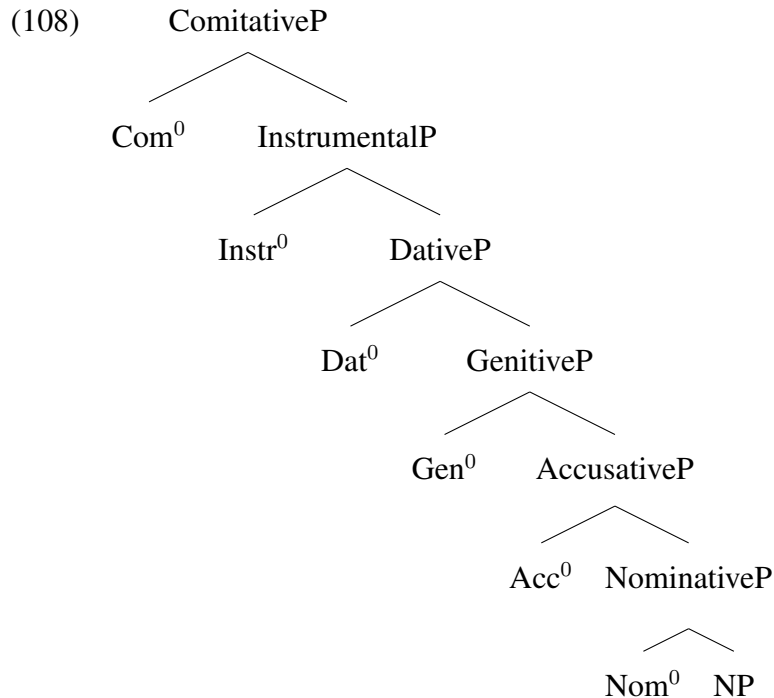 (108) ComitativeP
Com⁰ InstrumentalP
Instr⁰ DativeP
Dat⁰ GenitiveP
Gen⁰ AccusativeP
Acc⁰ NominativeP
Nom⁰ NP